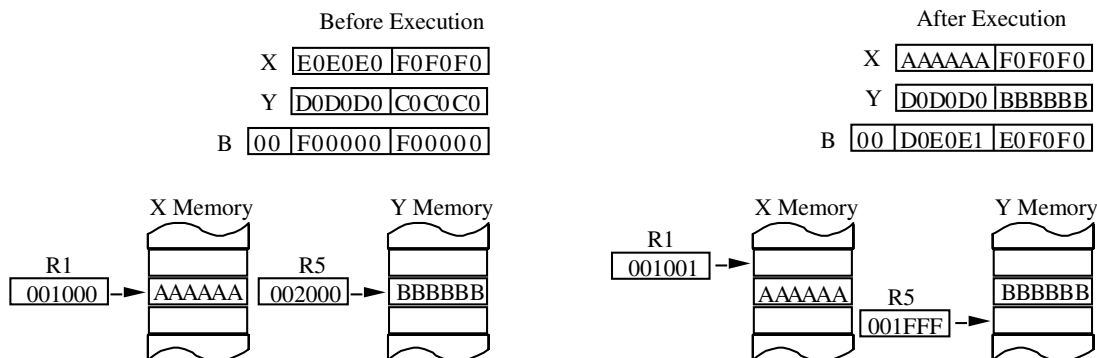 Before Execution
X E0E0E0 F0F0F0
Y D0D0D0 C0C0C0
B 00 F00000 F00000
X Memory Y Memory
R1 R5
001000 AAAAAA 002000 BBBBBB
After Execution
X AAAAAA F0F0F0
Y D0D0D0 BBBBBB
B 00 D0E0E1 E0F0F0
X Memory Y Memory
R1
001001
AAAAAA BBBBBB
R5
001FFF